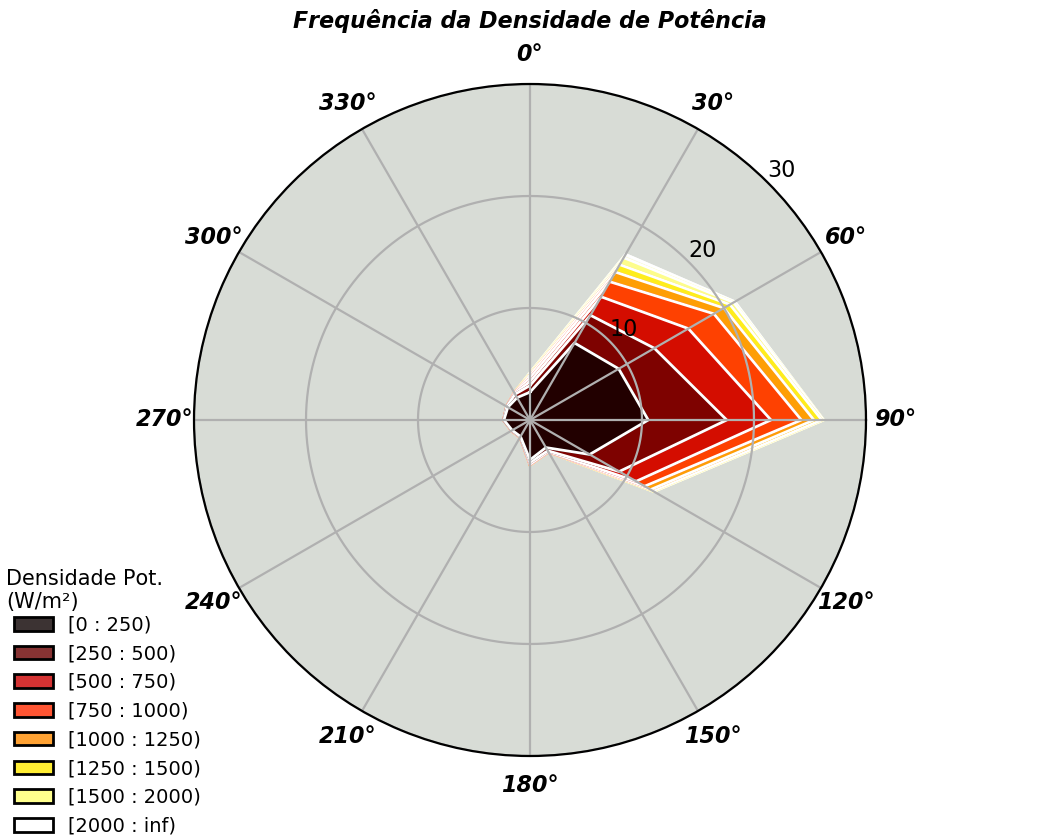 Frequência da Densidade de Potência
0°
330°
30°
30
300°
60°
20
10
270°
90°
240°
120°
210°
150°
180°
Densidade Pot.
(W/m²)
[0 : 250)
[250 : 500)
[500 : 750)
[750 : 1000)
[1000 : 1250)
[1250 : 1500)
[1500 : 2000)
[2000 : inf)